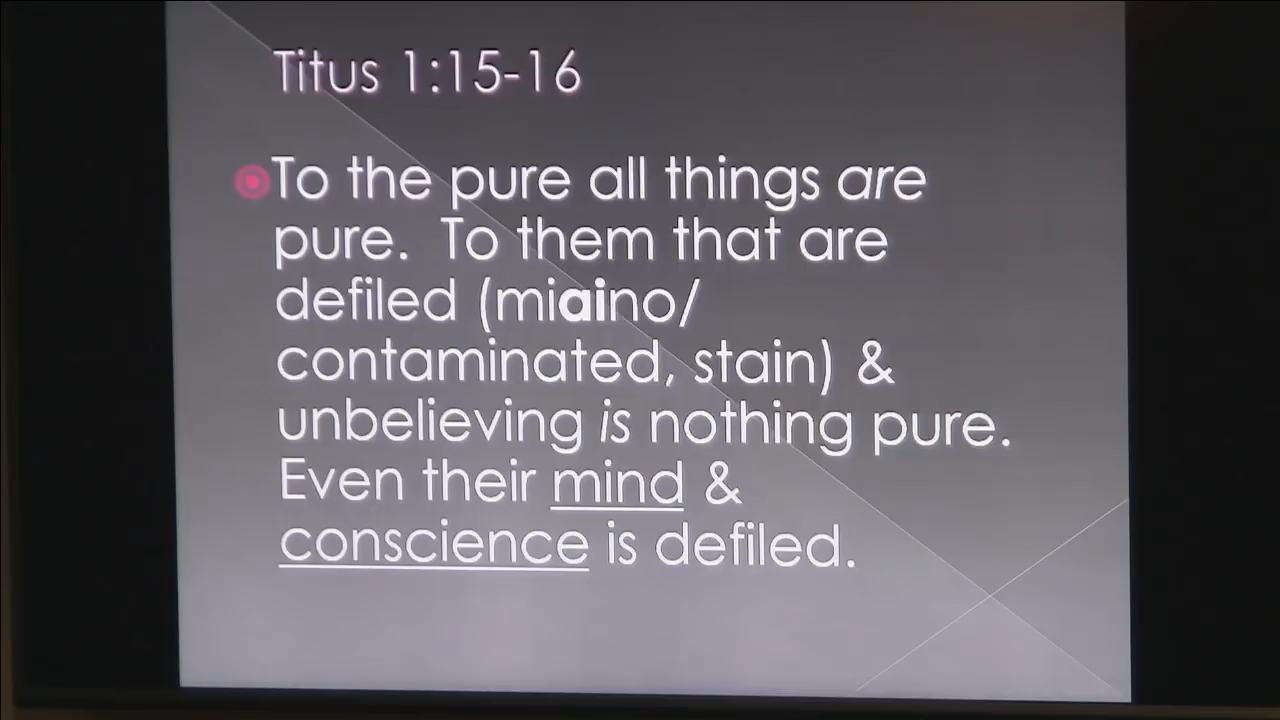 Titus 1:15-16
To the pure all things are
pure. To them that are
defiled (miaino/
contaminated, stain) &
unbelieving is nothing pure.
Even their mind &
conscience is defiled.